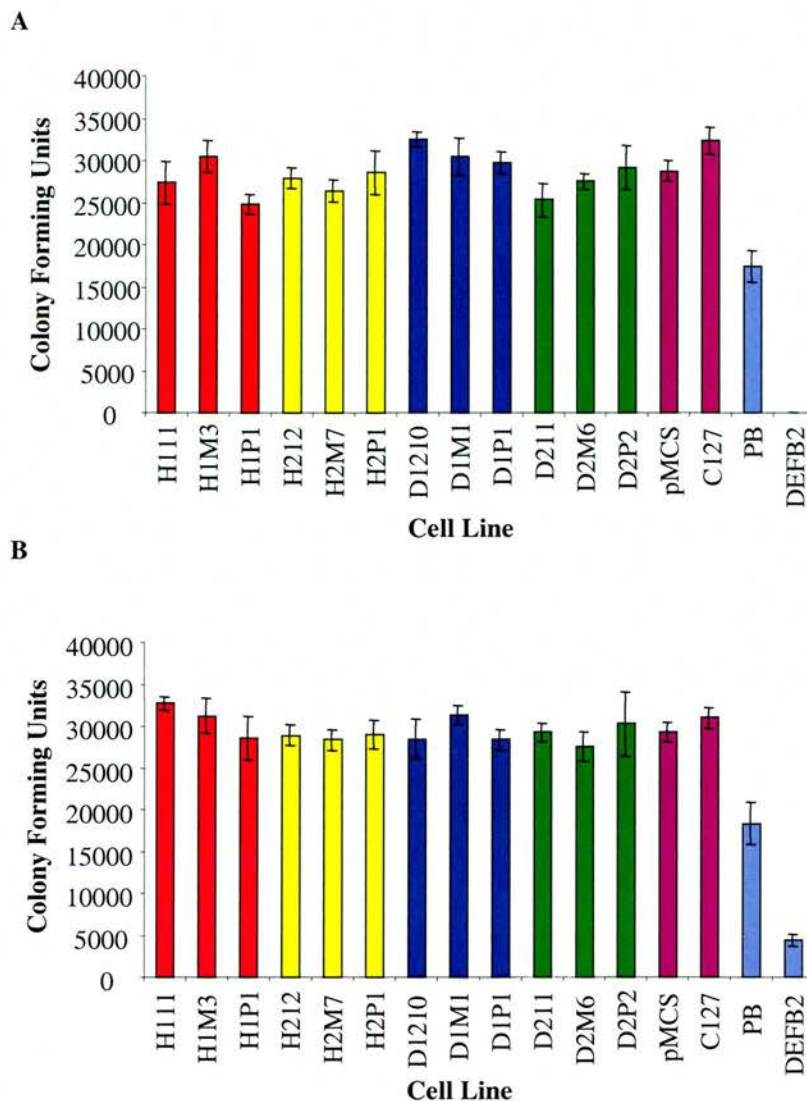 A
40000
35000
30000
25000
20000
15000
10000
5000
0
Colony Forming Units
H111
H1M3
H1P1
H212
H2M7
H2P1
D1210
D1M1
D1P1
D211
D2M6
D2P2
pMCS
C127
PB
DEFB2
Cell Line
B
40000
35000
30000
25000
20000
15000
10000
5000
0
Colony Forming Units
H111
H1M3
H1P1
H212
H2M7
H2P1
D1210
D1M1
D1P1
D211
D2M6
D2P2
pMCS
C127
PB
DEFB2
Cell Line